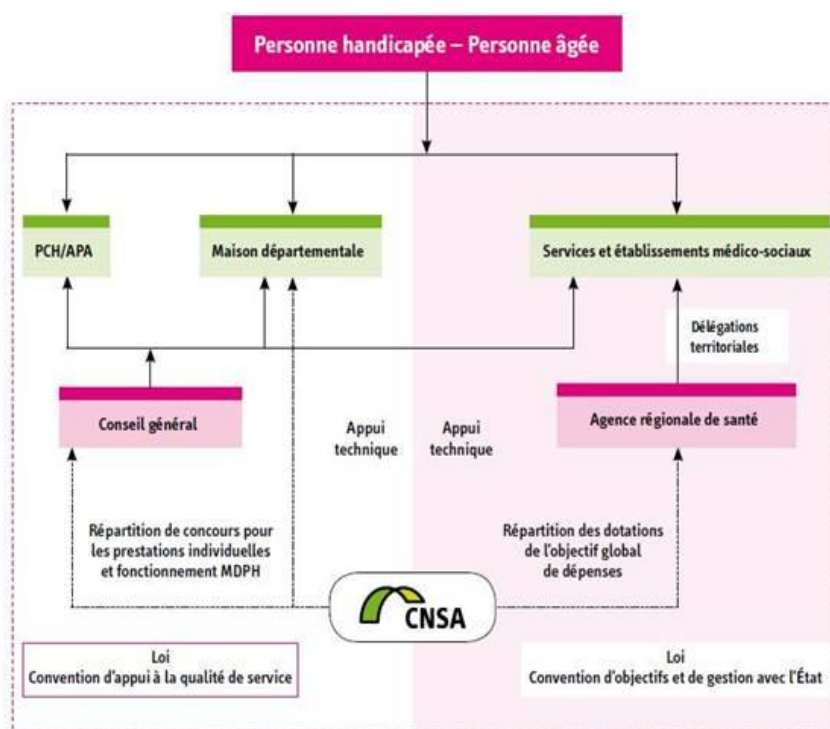 Personne handicapée – Personne âgée
PCH/APA
Maison départementale
Services et établissements médico-sociaux
Délégations
territoriales
Conseil général
Agence régionale de santé
Appui
technique
Appui
technique
Répartition de concours pour
les prestations individuelles
et fonctionnement MDPH
Répartition des dotations
de l'objectif global
de dépenses
CNSA
Loi
Convention d'appui à la qualité de service
Loi
Convention d'objectifs et de gestion avec l'État